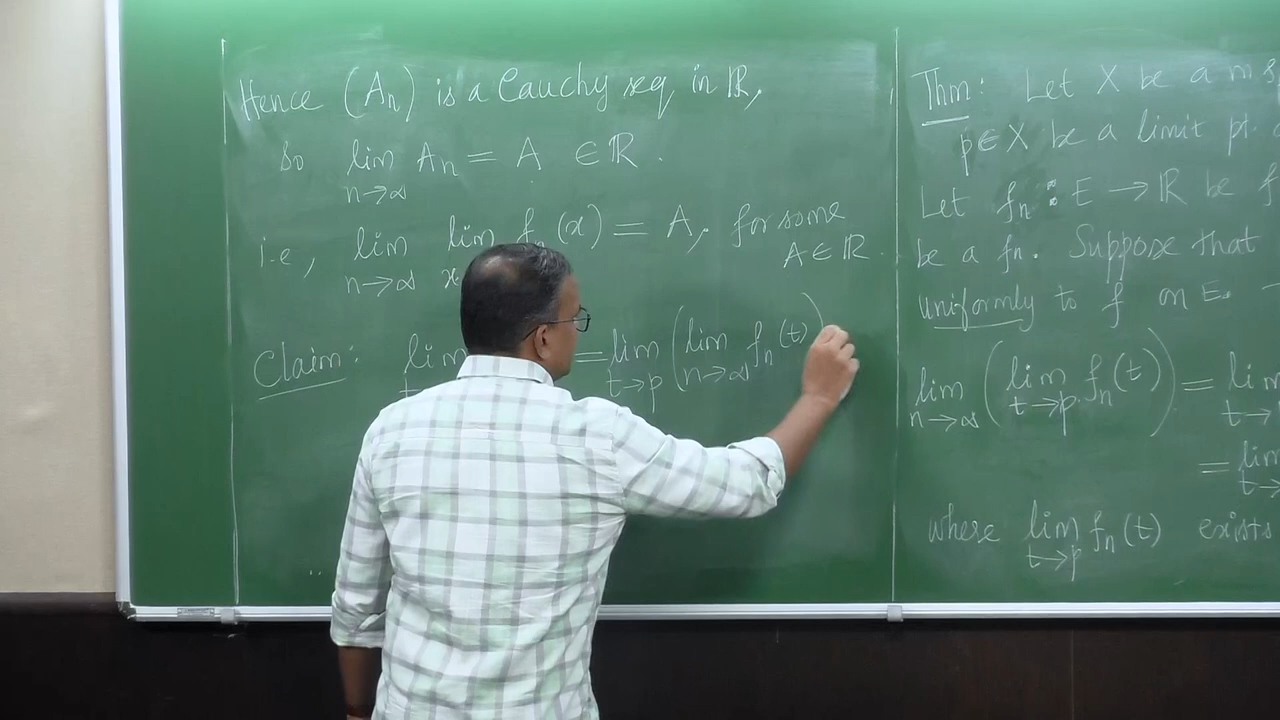 Hence (Aₙ) is a Cauchy seq in ℝ,
So lim Aₙ = A ∈ ℝ.
n→∞
i.e, lim lim fₙ(x) = A, for some
n→∞ x A ∈ ℝ.
Claim: lim = lim ( lim fₙ(t) )
t→p n→∞
Thm: Let X be a m
p∈X be a limit pt.
Let fₙ : E → ℝ be
be a fn. Suppose that
uniformly to f on E.
lim ( lim fₙ(t) ) = lim
n→∞ t→p t→
= lim
t→
where lim fₙ(t) exists
t→p